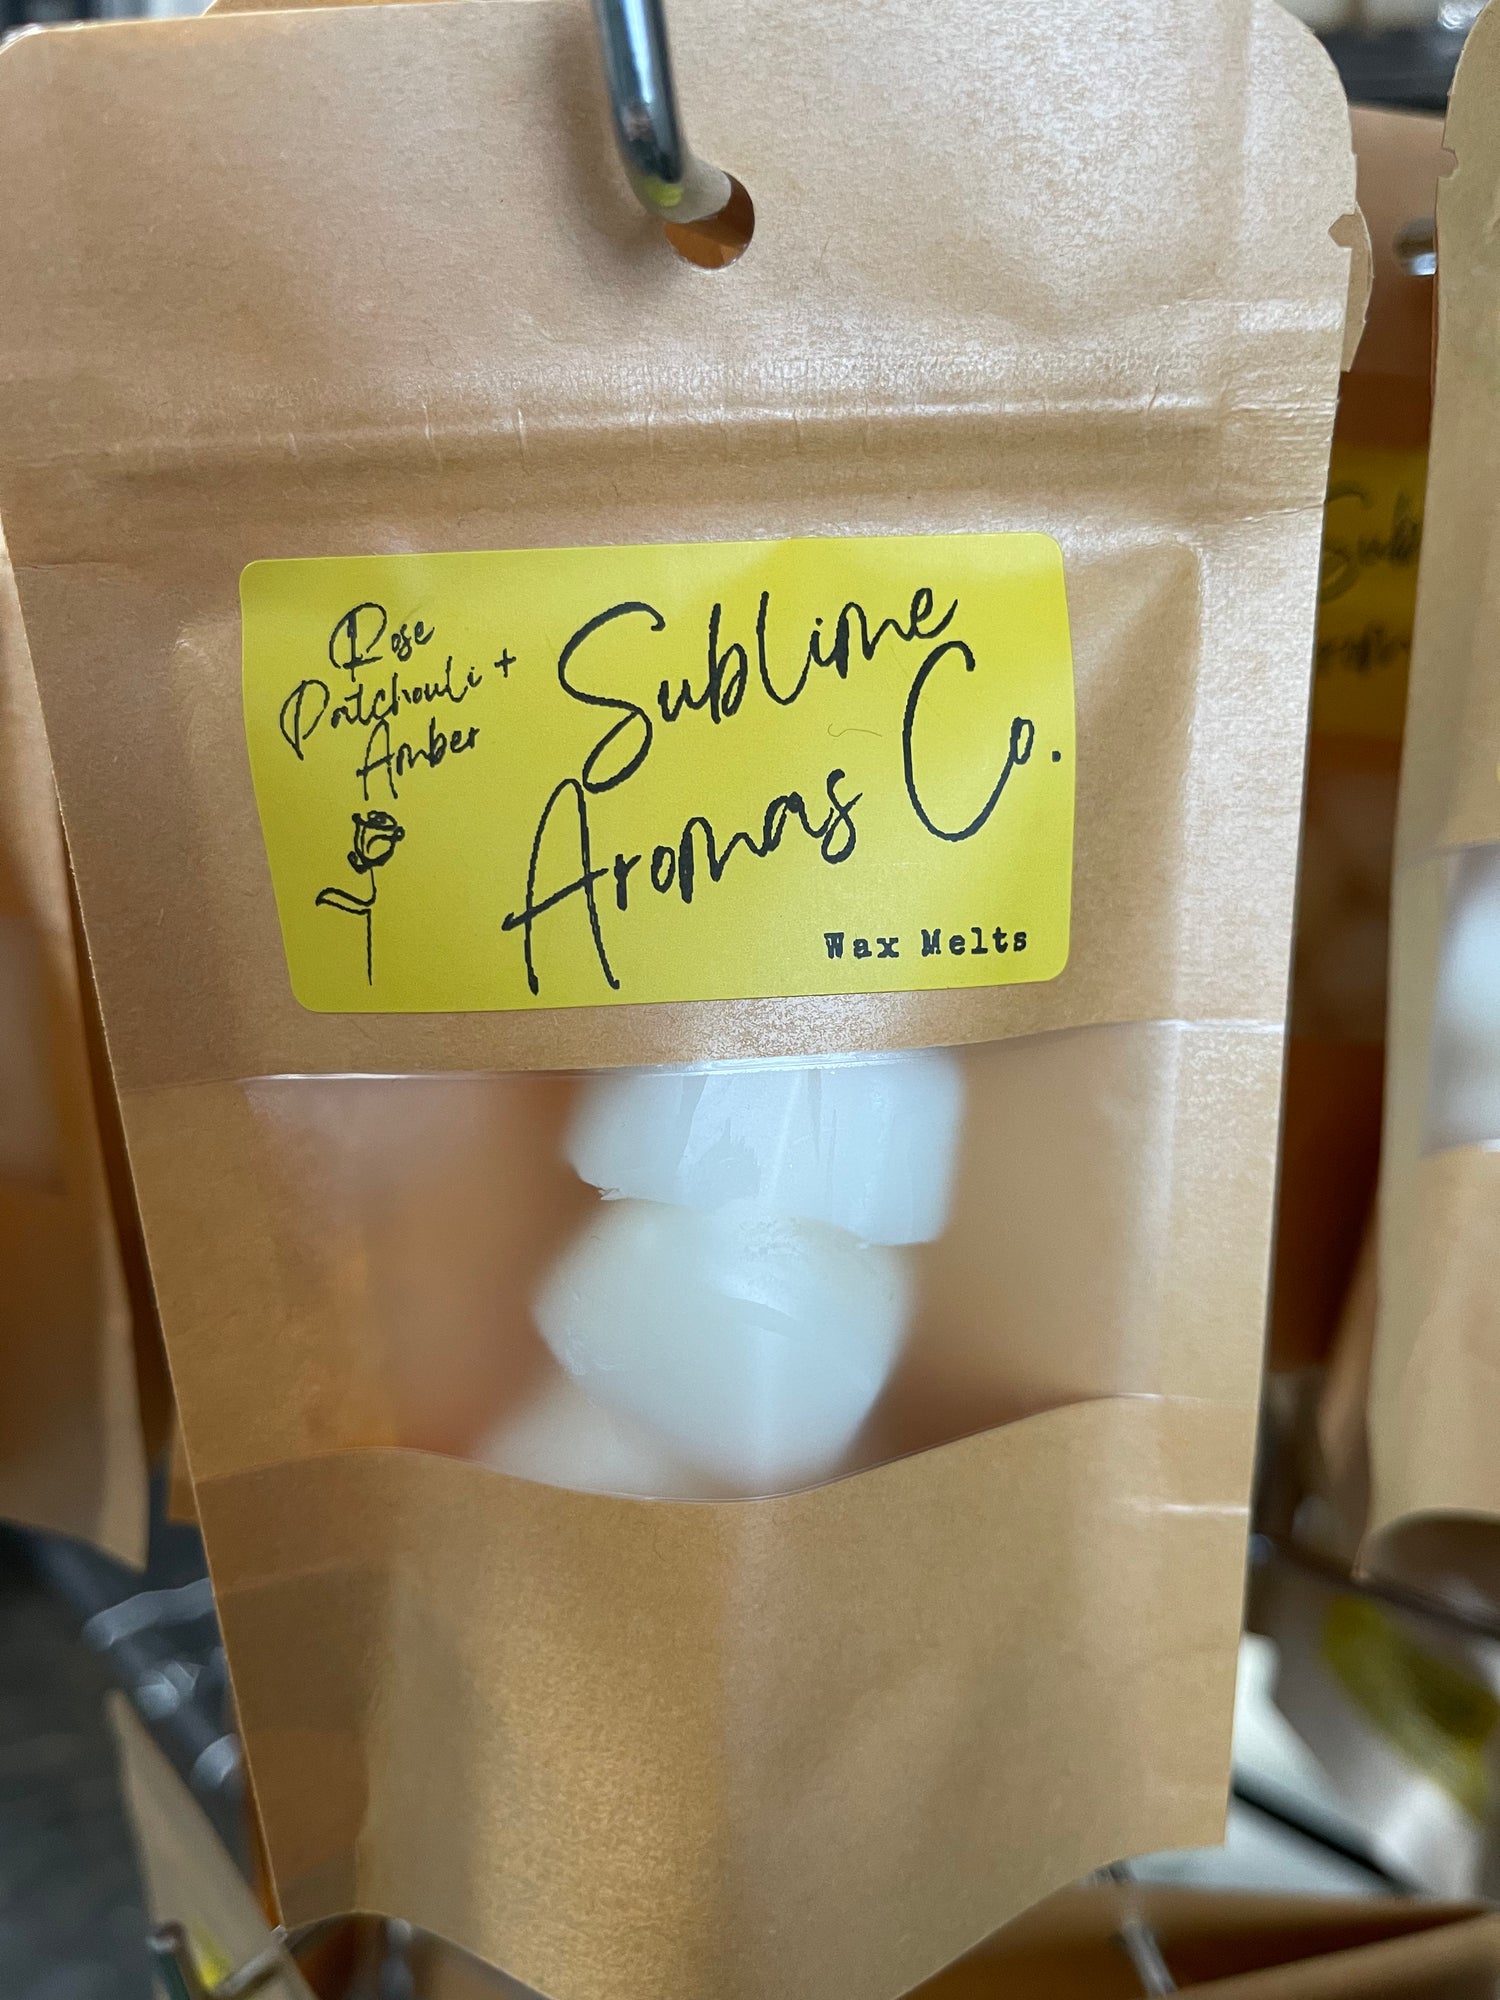 Rose
Patchouli +
Amber
Sublime
Aromas Co.
Wax Melts